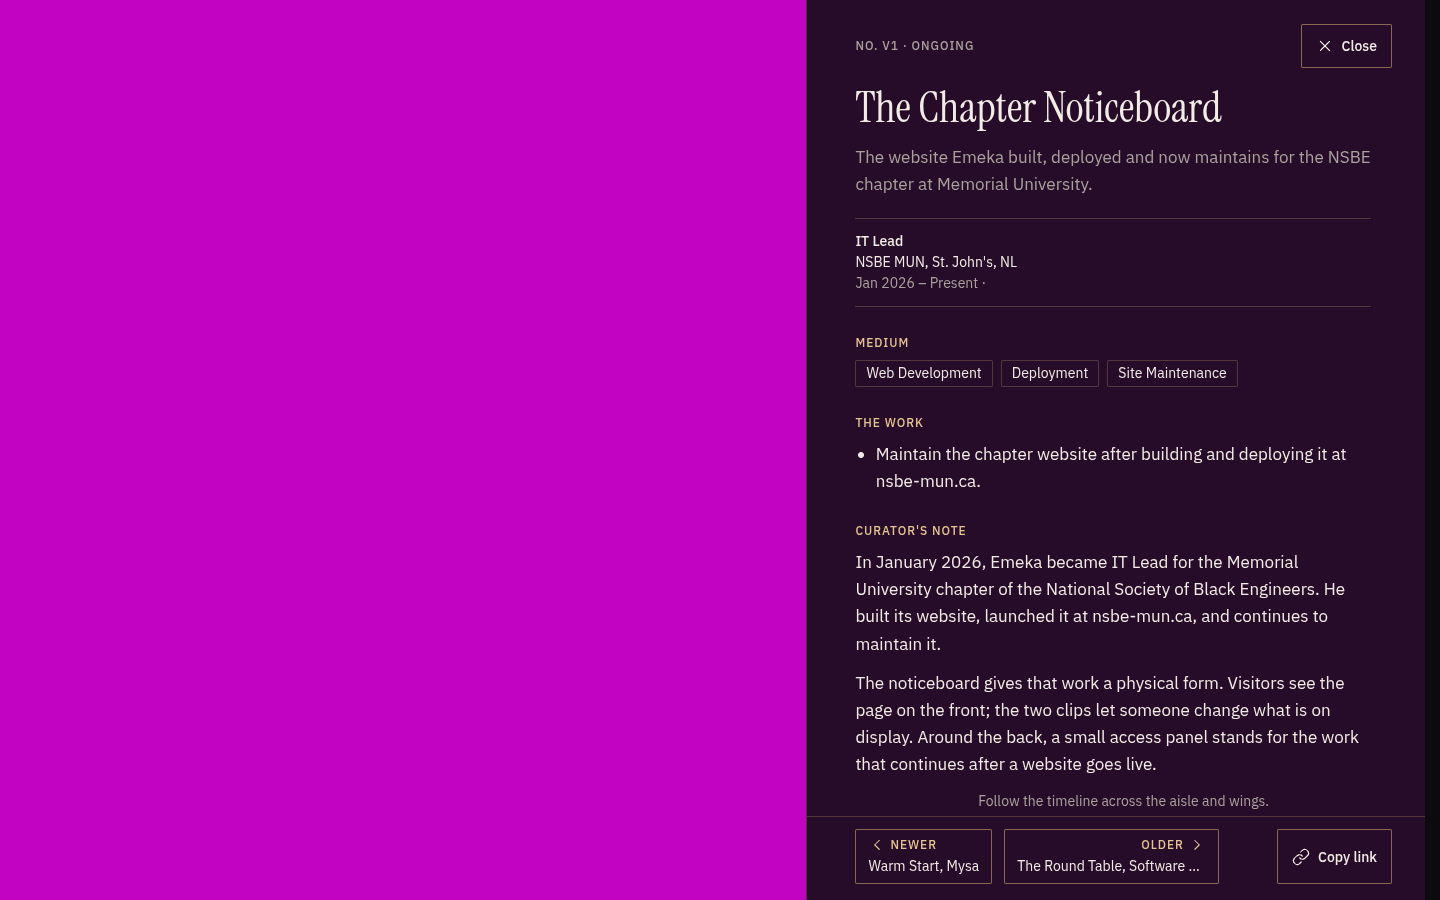 NO. V1 · ONGOING
Close
The Chapter Noticeboard
The website Emeka built, deployed and now maintains for the NSBE
chapter at Memorial University.
IT Lead
NSBE MUN, St. John's, NL
Jan 2026 – Present ·
MEDIUM
Web Development
Deployment
Site Maintenance
THE WORK
• Maintain the chapter website after building and deploying it at
nsbe-mun.ca.
CURATOR'S NOTE
In January 2026, Emeka became IT Lead for the Memorial
University chapter of the National Society of Black Engineers. He
built its website, launched it at nsbe-mun.ca, and continues to
maintain it.
The noticeboard gives that work a physical form. Visitors see the
page on the front; the two clips let someone change what is on
display. Around the back, a small access panel stands for the work
that continues after a website goes live.
Follow the timeline across the aisle and wings.
NEWER
Warm Start, Mysa
OLDER
The Round Table, Software ...
Copy link